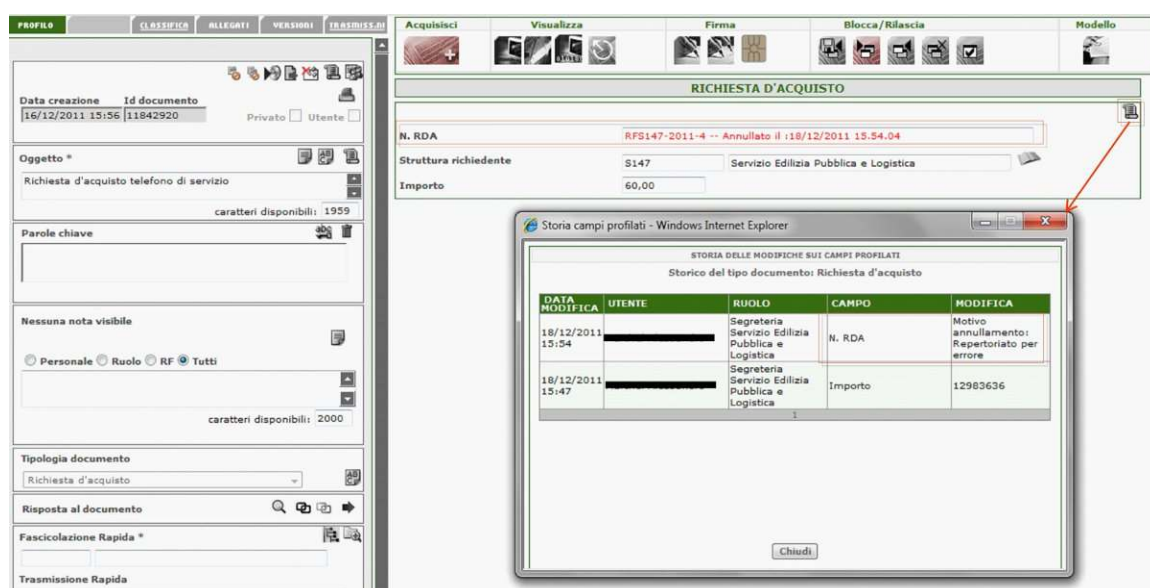 PROFILO
CLASSIFICA
ALLEGATI
VERSIONI
TRASMISS.NI
Data creazione Id documento
16/12/2011 15:56 11842920
Privato Utente
Oggetto *
Richiesta d'acquisto telefono di servizio
caratteri disponibili: 1959
Parole chiave
Nessuna nota visibile
Personale Ruolo RF Tutti
caratteri disponibili: 2000
Tipologia documento
Richiesta d'acquisto
Risposta al documento
Fascicolazione Rapida *
Trasmissione Rapida
Acquisisci Visualizza Firma Blocca/Rilascia Modello
RICHIESTA D'ACQUISTO
N. RDA RFS147-2011-4 -- Annullato il :18/12/2011 15.54.04
Struttura richiedente S147 Servizio Edilizia Pubblica e Logistica
Importo 60,00
Storia campi profilati - Windows Internet Explorer
STORIA DELLE MODIFICHE SUI CAMPI PROFILATI
Storico del tipo documento: Richiesta d'acquisto
DATA MODIFICA UTENTE RUOLO CAMPO MODIFICA
18/12/2011 15:54 Segreteria Servizio Edilizia Pubblica e Logistica N. RDA Motivo annullamento: Repertoriato per errore
18/12/2011 15:47 Segreteria Servizio Edilizia Pubblica e Logistica Importo 12983636
1
Chiudi